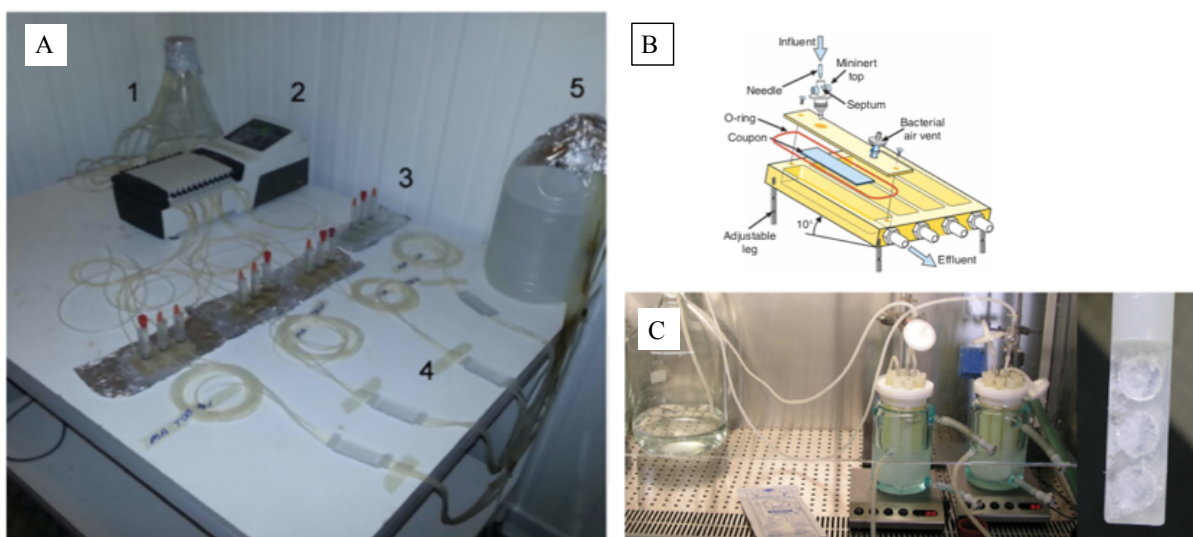 A
1
2
3
4
5
B
Influent
Needle
Mininert
top
Septum
O-ring
Coupon
Bacterial
air vent
10°
Adjustable
leg
Effluent
C